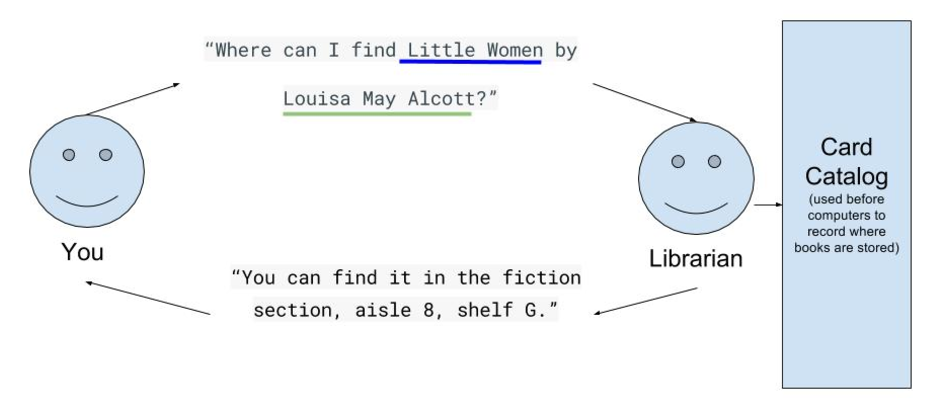 “Where can I find Little Women by
Louisa May Alcott?”
You
Librarian
“You can find it in the fiction
section, aisle 8, shelf G.”
Card
Catalog
(used before
computers to
record where
books are stored)